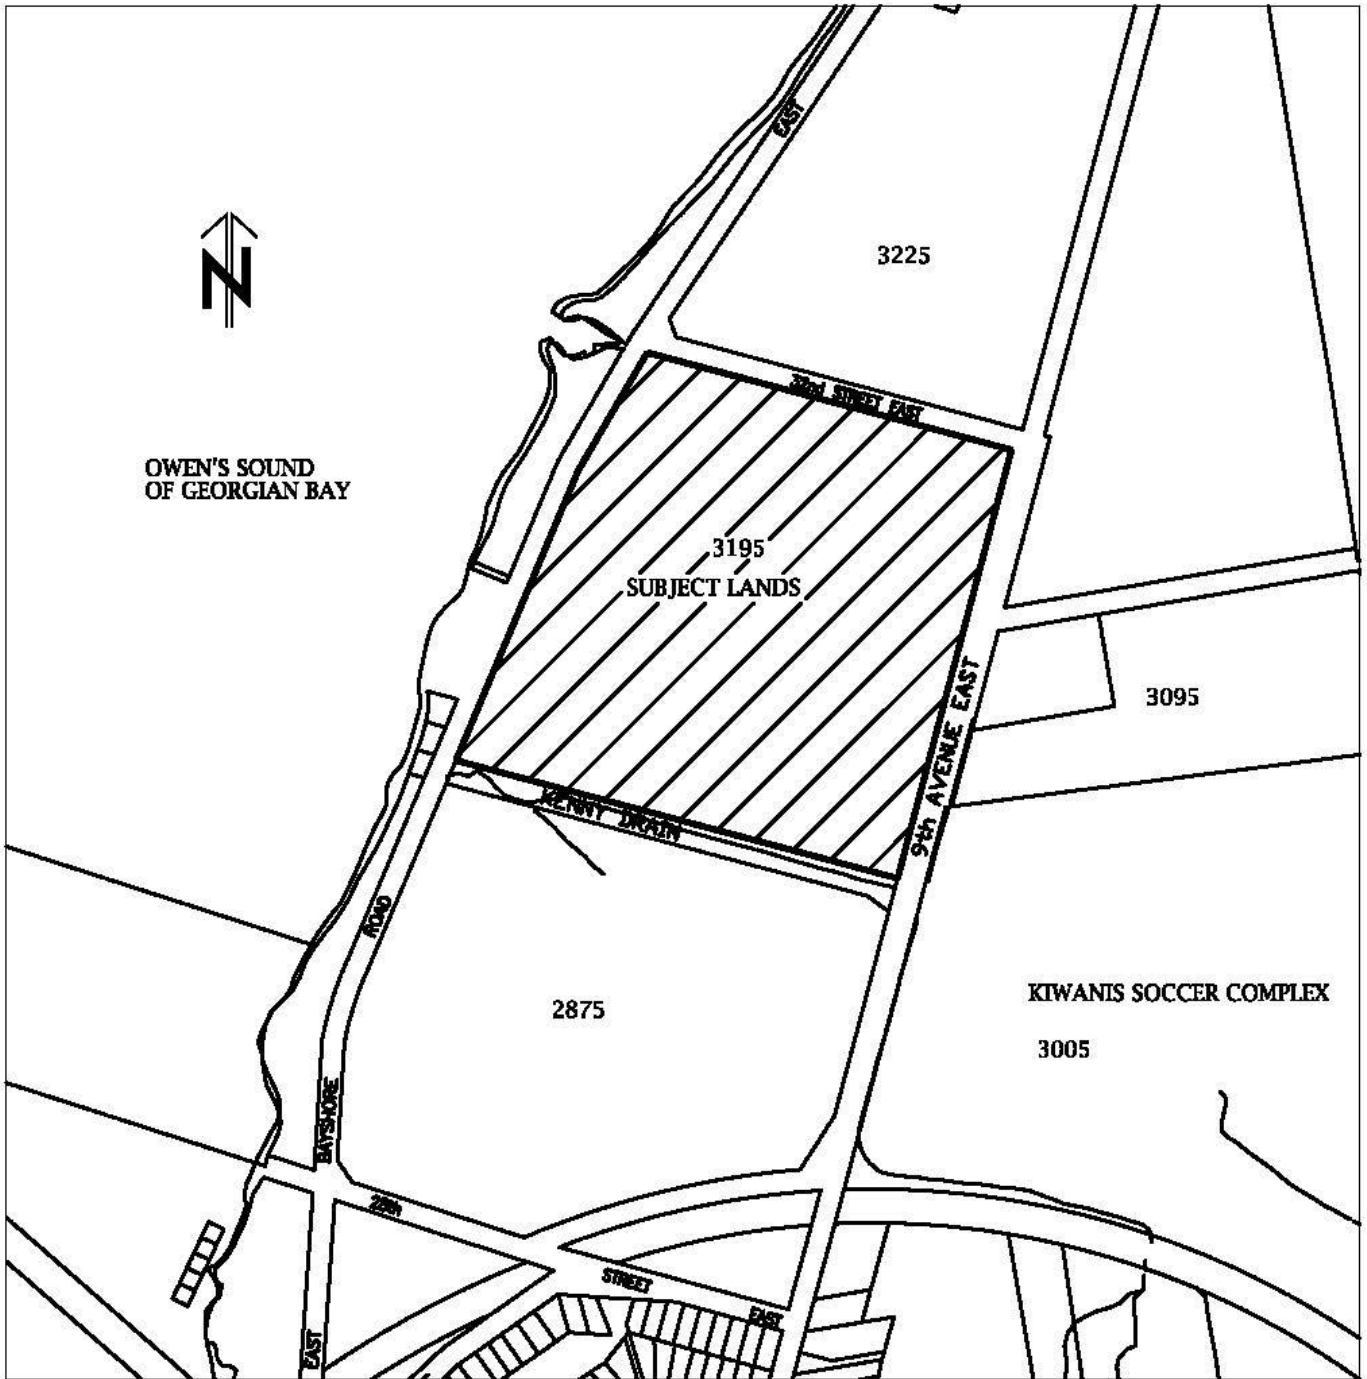 EAST
3225
N
32nd STREET EAST
OWEN'S SOUND
OF GEORGIAN BAY
3195
SUBJECT LANDS
3095
9th AVENUE EAST
KENNY DRAIN
ROAD
KIWANIS SOCCER COMPLEX
2875
3005
BAYSHORE
STREET
EAST
EAST